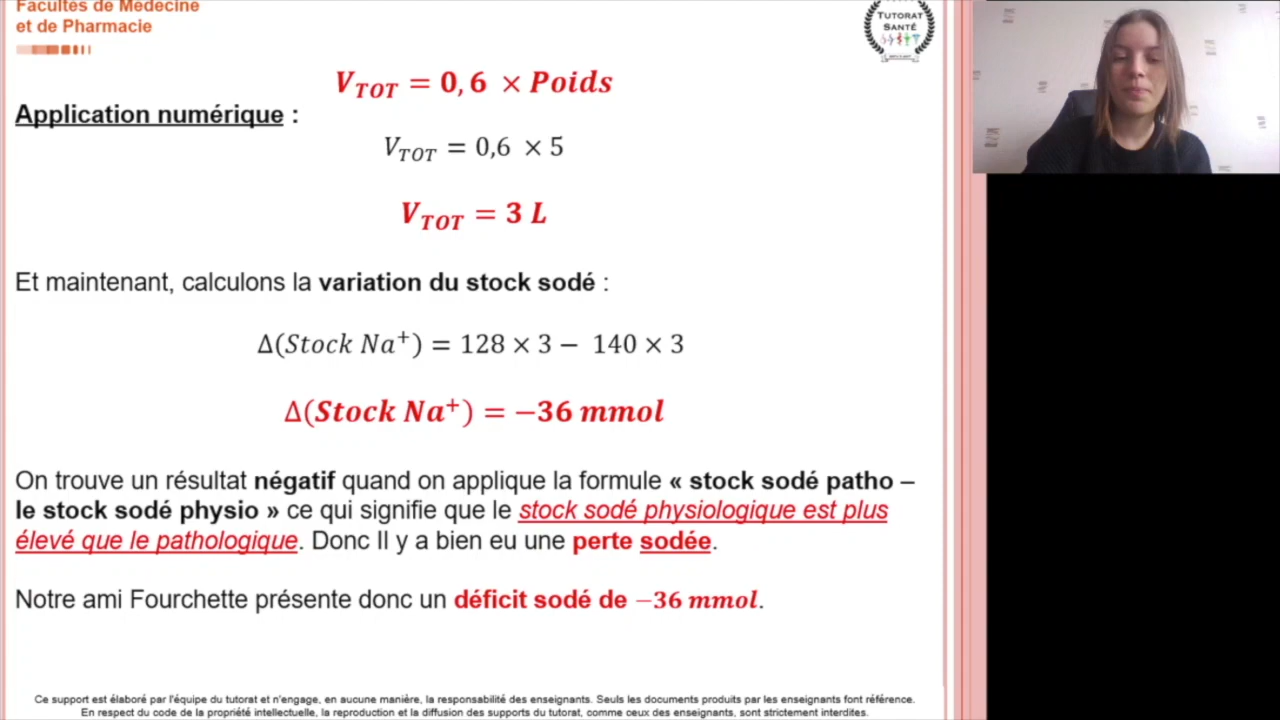 Facultés de Médecine
et de Pharmacie
TUTORAT
SANTÉ
V_TOT = 0,6 × Poids
Application numérique :
V_TOT = 0,6 × 5
V_TOT = 3 L
Et maintenant, calculons la variation du stock sodé :
Δ(Stock Na⁺) = 128 × 3 − 140 × 3
Δ(Stock Na⁺) = −36 mmol
On trouve un résultat négatif quand on applique la formule « stock sodé patho –
le stock sodé physio » ce qui signifie que le stock sodé physiologique est plus
élevé que le pathologique. Donc Il y a bien eu une perte sodée.
Notre ami Fourchette présente donc un déficit sodé de −36 mmol.
Ce support est élaboré par l'équipe du tutorat et n'engage, en aucune manière, la responsabilité des enseignants. Seuls les documents produits par les enseignants font référence.
En respect du code de la propriété intellectuelle, la reproduction et la diffusion des supports du tutorat, comme ceux des enseignants, sont strictement interdites.